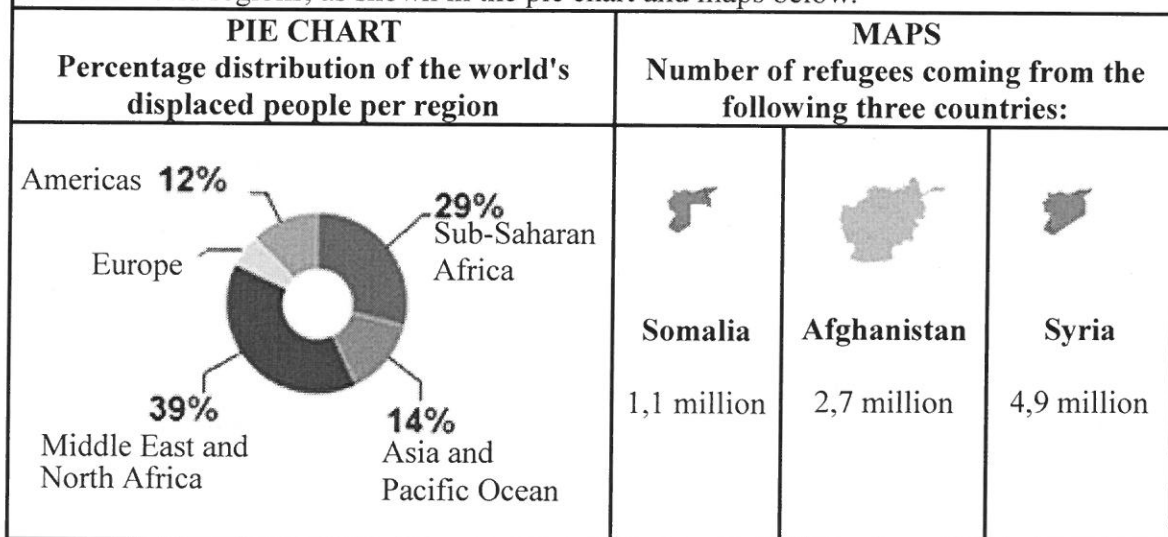 PIE CHART
Percentage distribution of the world's
displaced people per region
MAPS
Number of refugees coming from the
following three countries:
Americas 12%
Europe
29%
Sub-Saharan
Africa
39%
Middle East and
North Africa
14%
Asia and
Pacific Ocean
Somalia
1,1 million
Afghanistan
2,7 million
Syria
4,9 million